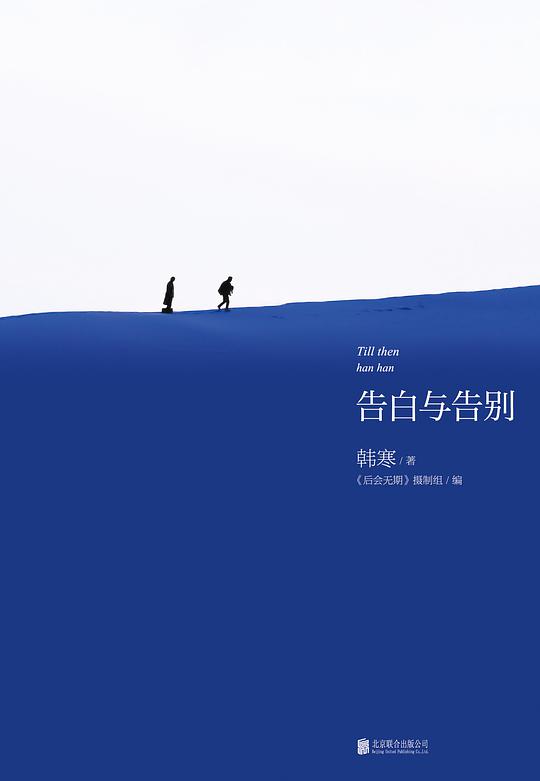 Till then
han han
告白与告别
韩寒 / 著
《后会无期》摄制组 / 编
北京联合出版公司
Beijing United Publishing Co.,Ltd.